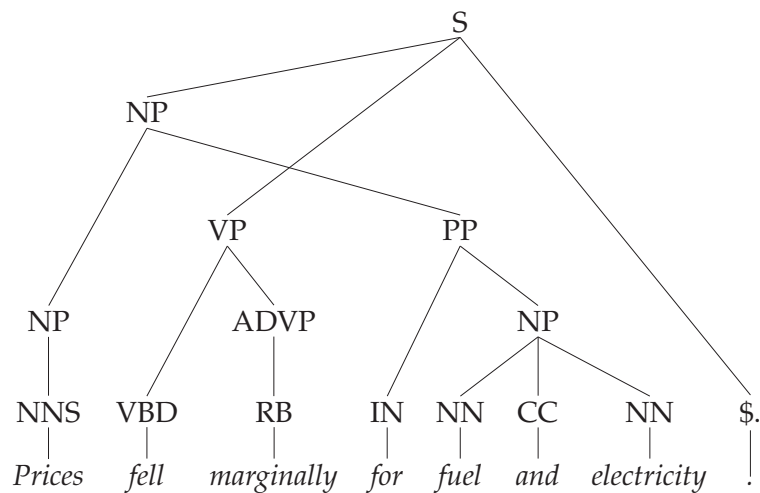 S
NP
VP PP
NP ADVP NP
NNS VBD RB IN NN CC NN $.
Prices fell marginally for fuel and electricity .